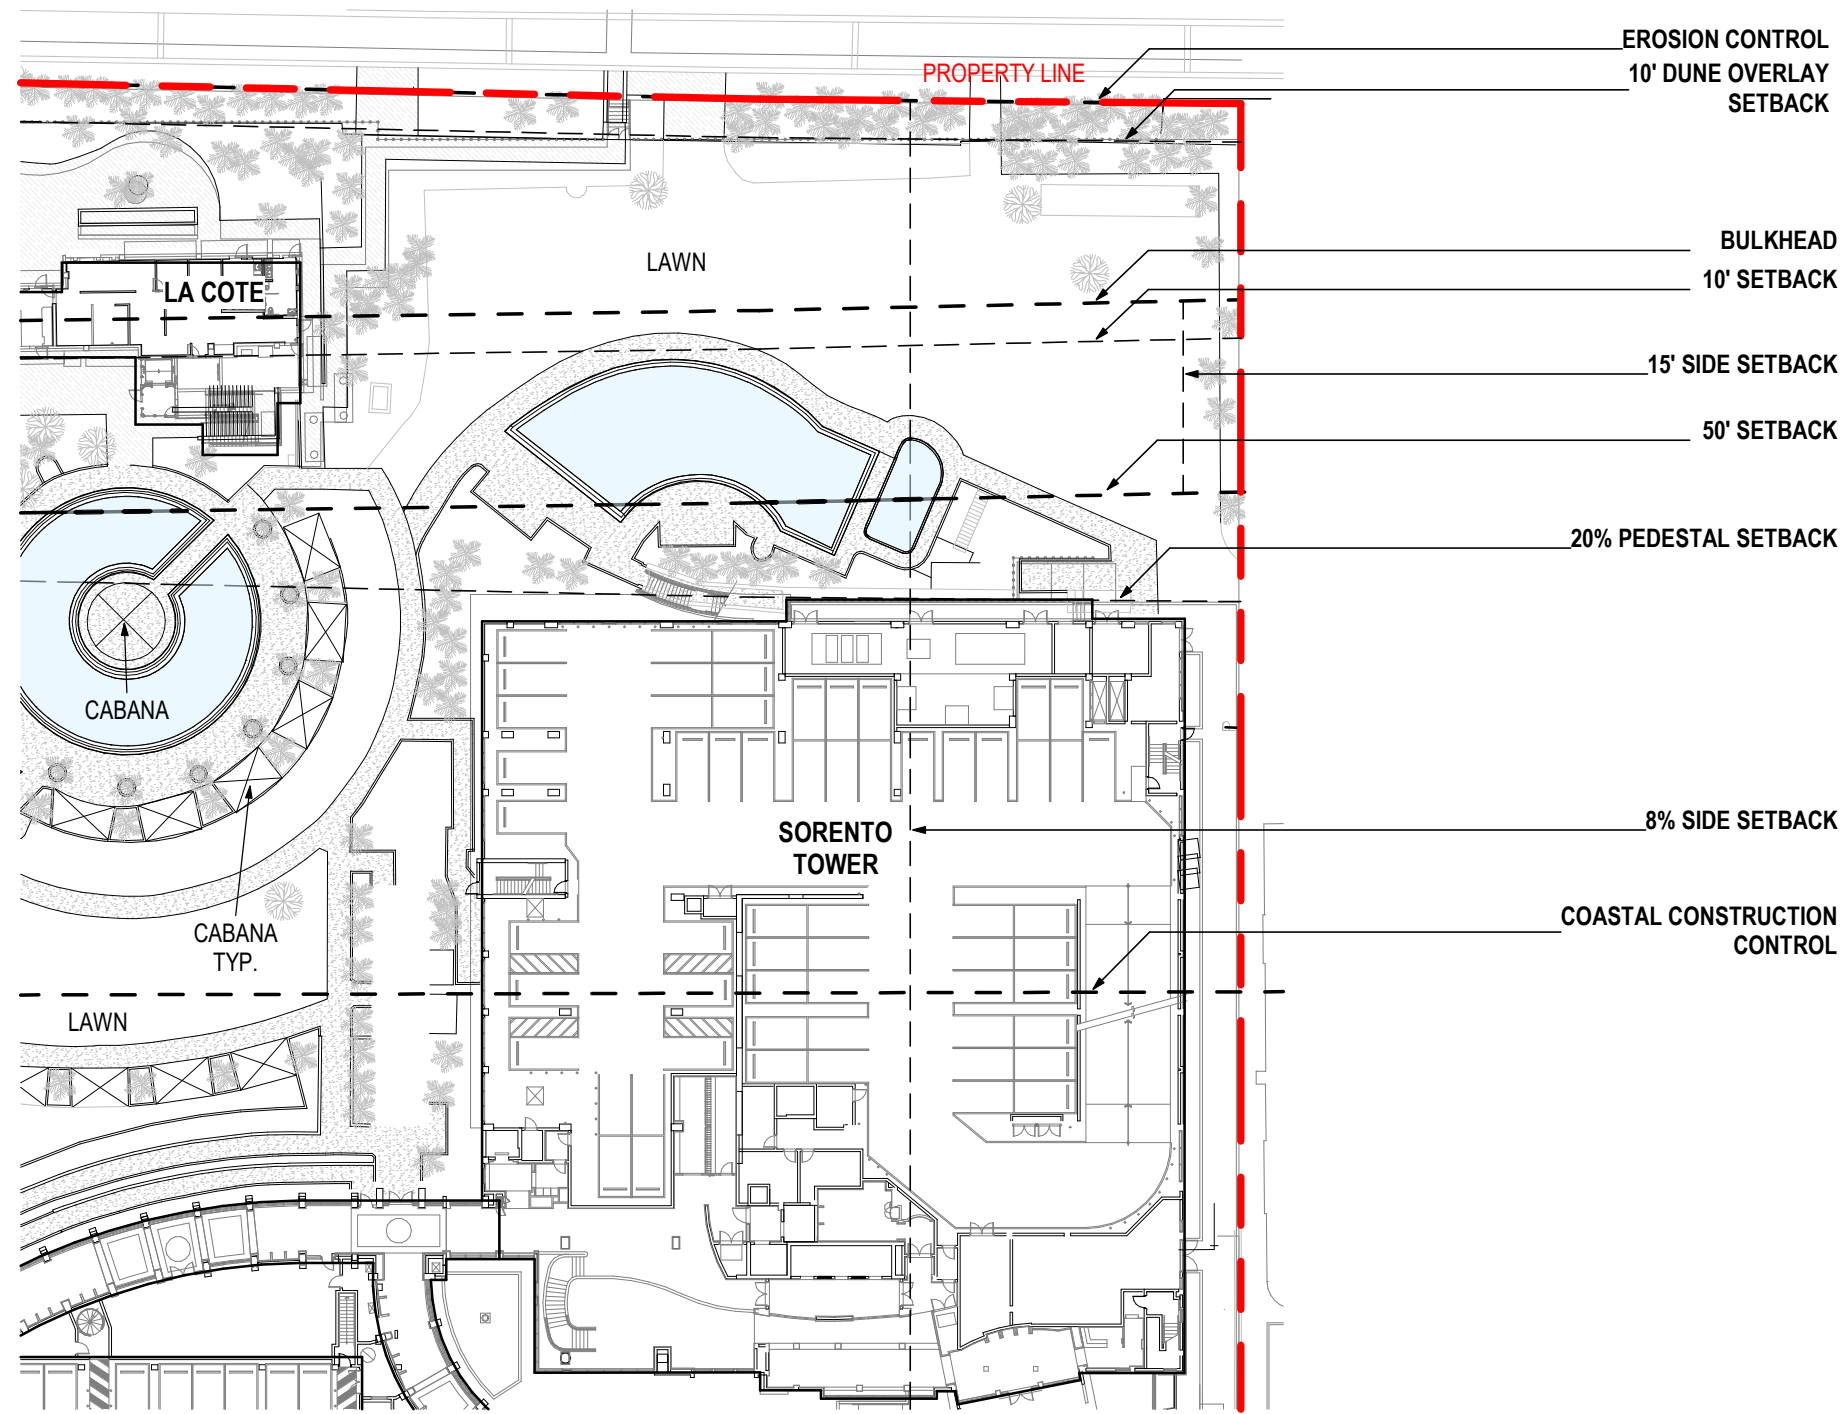 EROSION CONTROL
PROPERTY LINE
10' DUNE OVERLAY
SETBACK
BULKHEAD
LAWN
10' SETBACK
LA COTE
15' SIDE SETBACK
50' SETBACK
20% PEDESTAL SETBACK
CABANA
8% SIDE SETBACK
SORENTO
TOWER
COASTAL CONSTRUCTION
CONTROL
CABANA
TYP.
LAWN